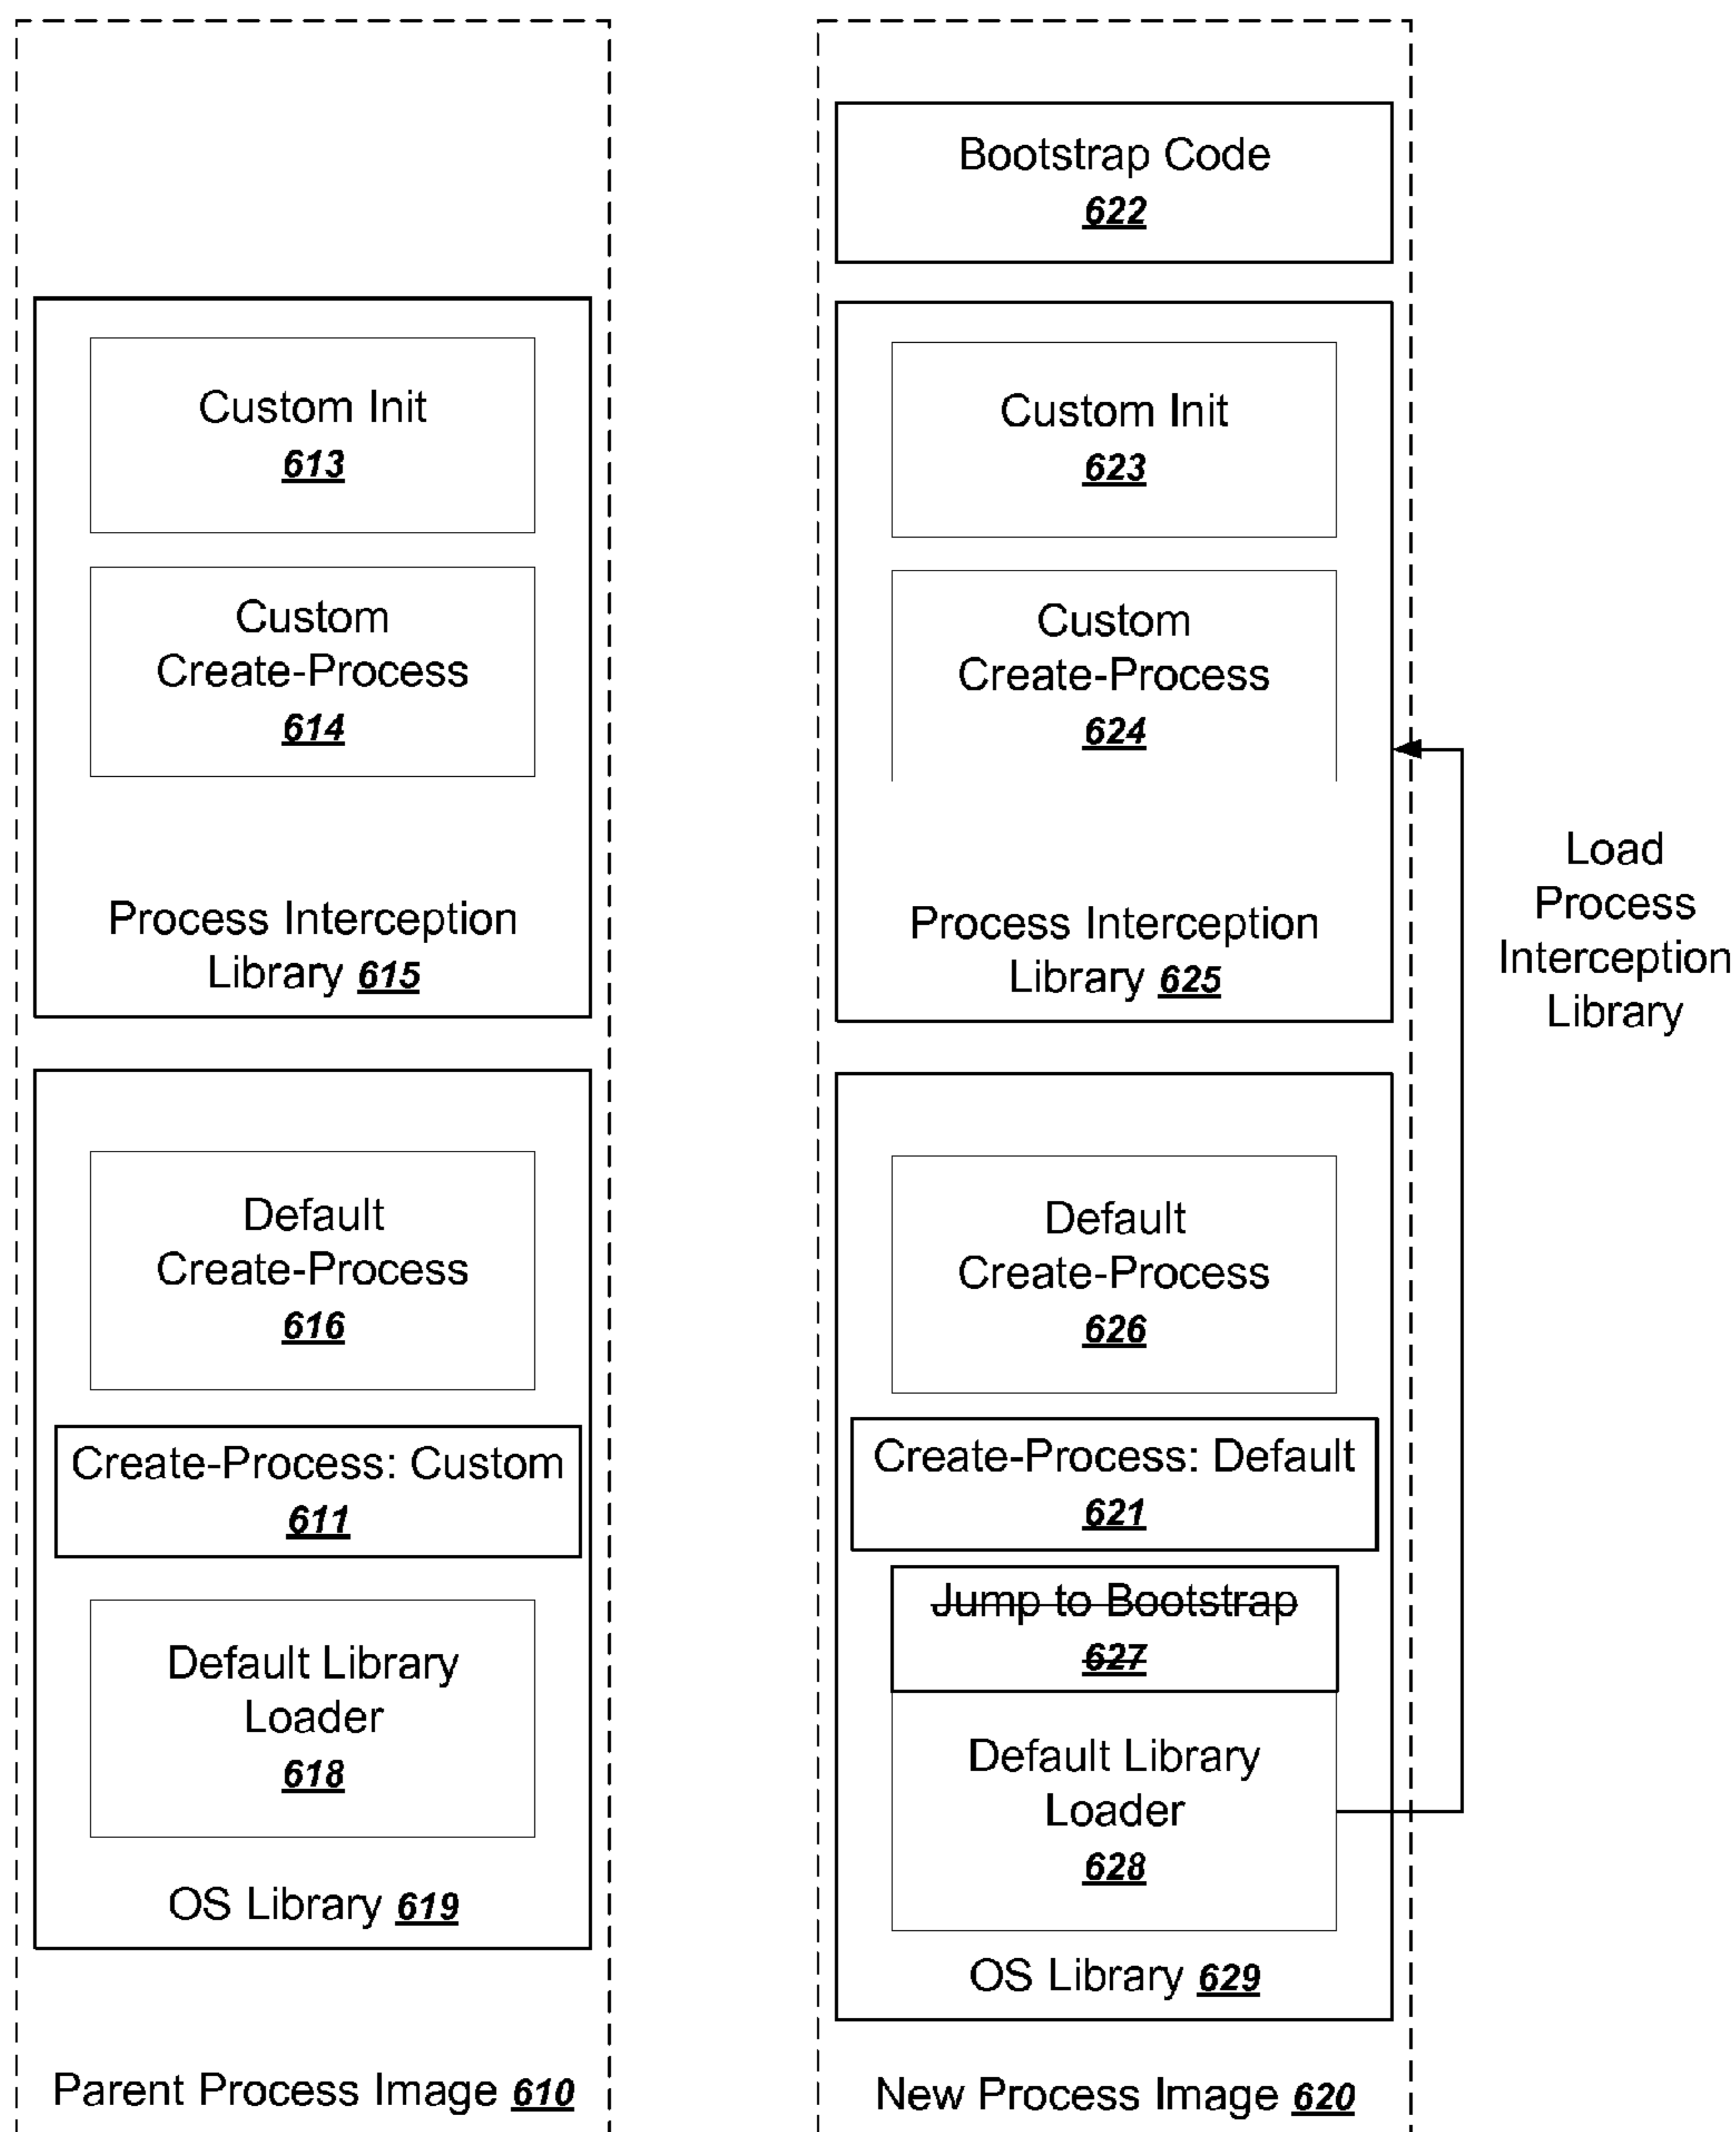 Custom Init
613
Custom
Create-Process
614
Process Interception
Library 615
Default
Create-Process
616
Create-Process: Custom
611
Default Library
Loader
618
OS Library 619
Parent Process Image 610
Bootstrap Code
622
Custom Init
623
Custom
Create-Process
624
Process Interception
Library 625
Default
Create-Process
626
Create-Process: Default
621
Jump to Bootstrap
627
Default Library
Loader
628
OS Library 629
New Process Image 620
Load
Process
Interception
Library